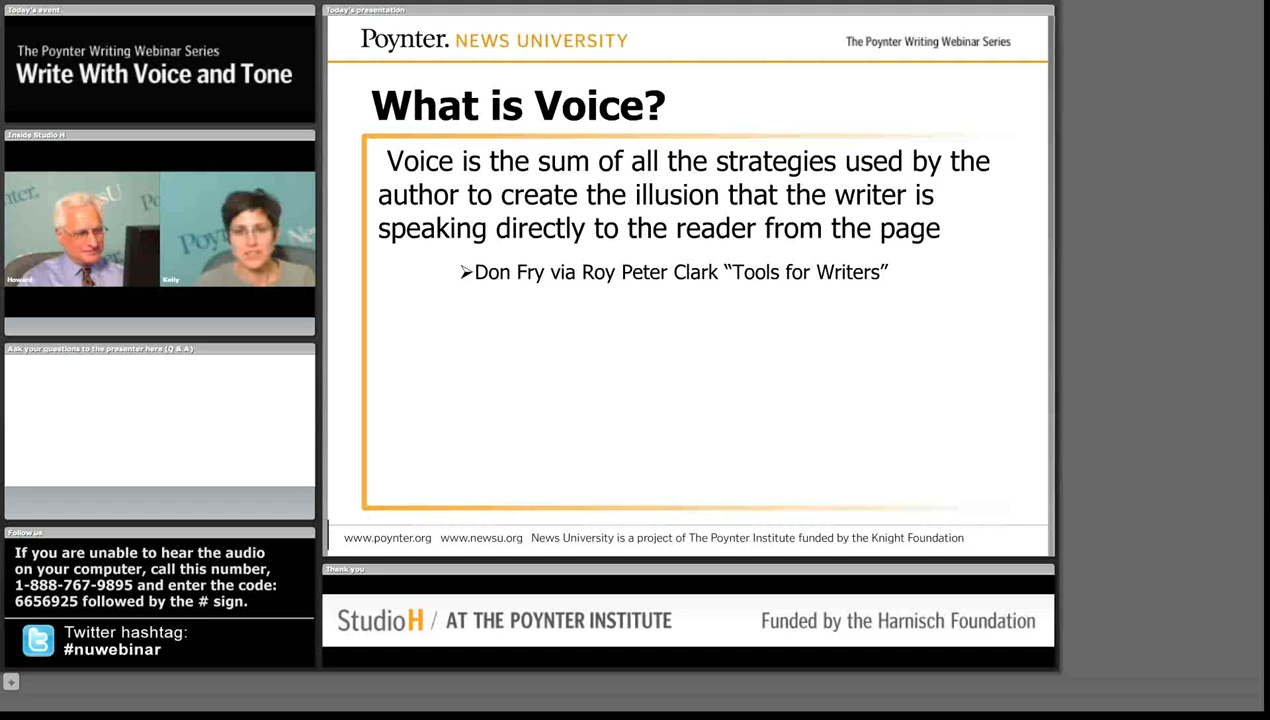 Today's event
The Poynter Writing Webinar Series
Write With Voice and Tone
Inside Studio H
Poynter.
sU
Howard
Kelly
Ask your questions to the presenter here (Q & A)
Follow us
If you are unable to hear the audio
on your computer, call this number,
1-888-767-9895 and enter the code:
6656925 followed by the # sign.
Twitter hashtag:
#nuwebinar
Today's presentation
Poynter. NEWS UNIVERSITY
The Poynter Writing Webinar Series
What is Voice?
Voice is the sum of all the strategies used by the
author to create the illusion that the writer is
speaking directly to the reader from the page
➢Don Fry via Roy Peter Clark “Tools for Writers”
www.poynter.org www.newsu.org News University is a project of The Poynter Institute funded by the Knight Foundation
Thank you
StudioH / AT THE POYNTER INSTITUTE
Funded by the Harnisch Foundation